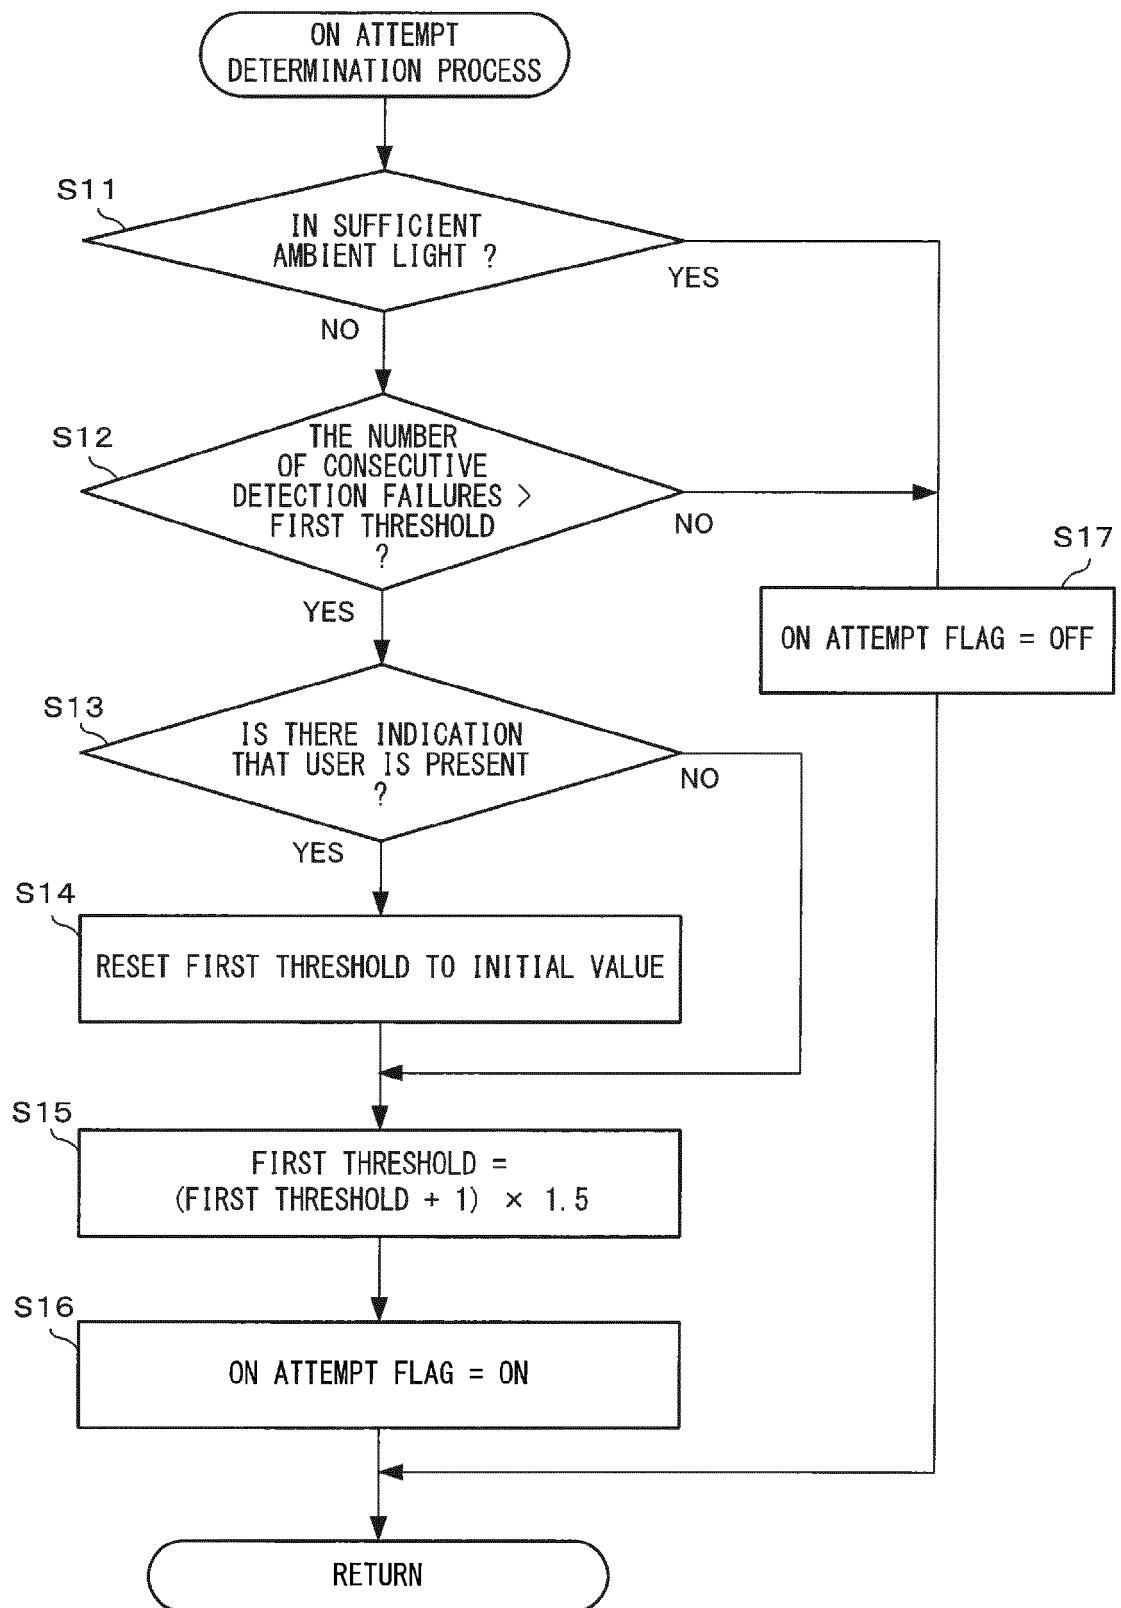 ON ATTEMPT
DETERMINATION PROCESS
S11
IN SUFFICIENT
AMBIENT LIGHT ?
YES
NO
S12
THE NUMBER
OF CONSECUTIVE
DETECTION FAILURES >
FIRST THRESHOLD
?
NO
YES
S17
ON ATTEMPT FLAG = OFF
S13
IS THERE INDICATION
THAT USER IS PRESENT
?
NO
YES
S14
RESET FIRST THRESHOLD TO INITIAL VALUE
S15
FIRST THRESHOLD =
(FIRST THRESHOLD + 1) × 1.5
S16
ON ATTEMPT FLAG = ON
RETURN